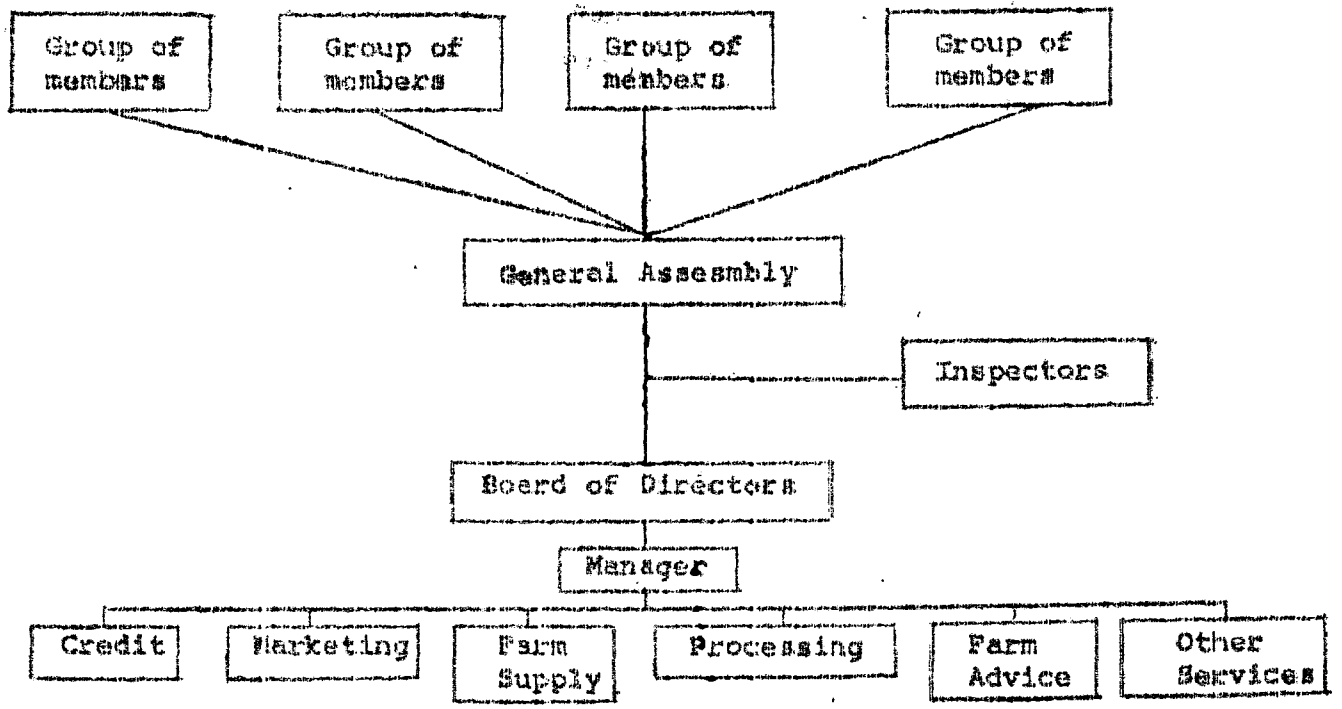 Group of
members
Group of
members
Group of
members
Group of
members
General Assesmbly
Inspectors
Board of Directors
Manager
Credit
Marketing
Farm
Supply
Processing
Farm
Advice
Other
Services